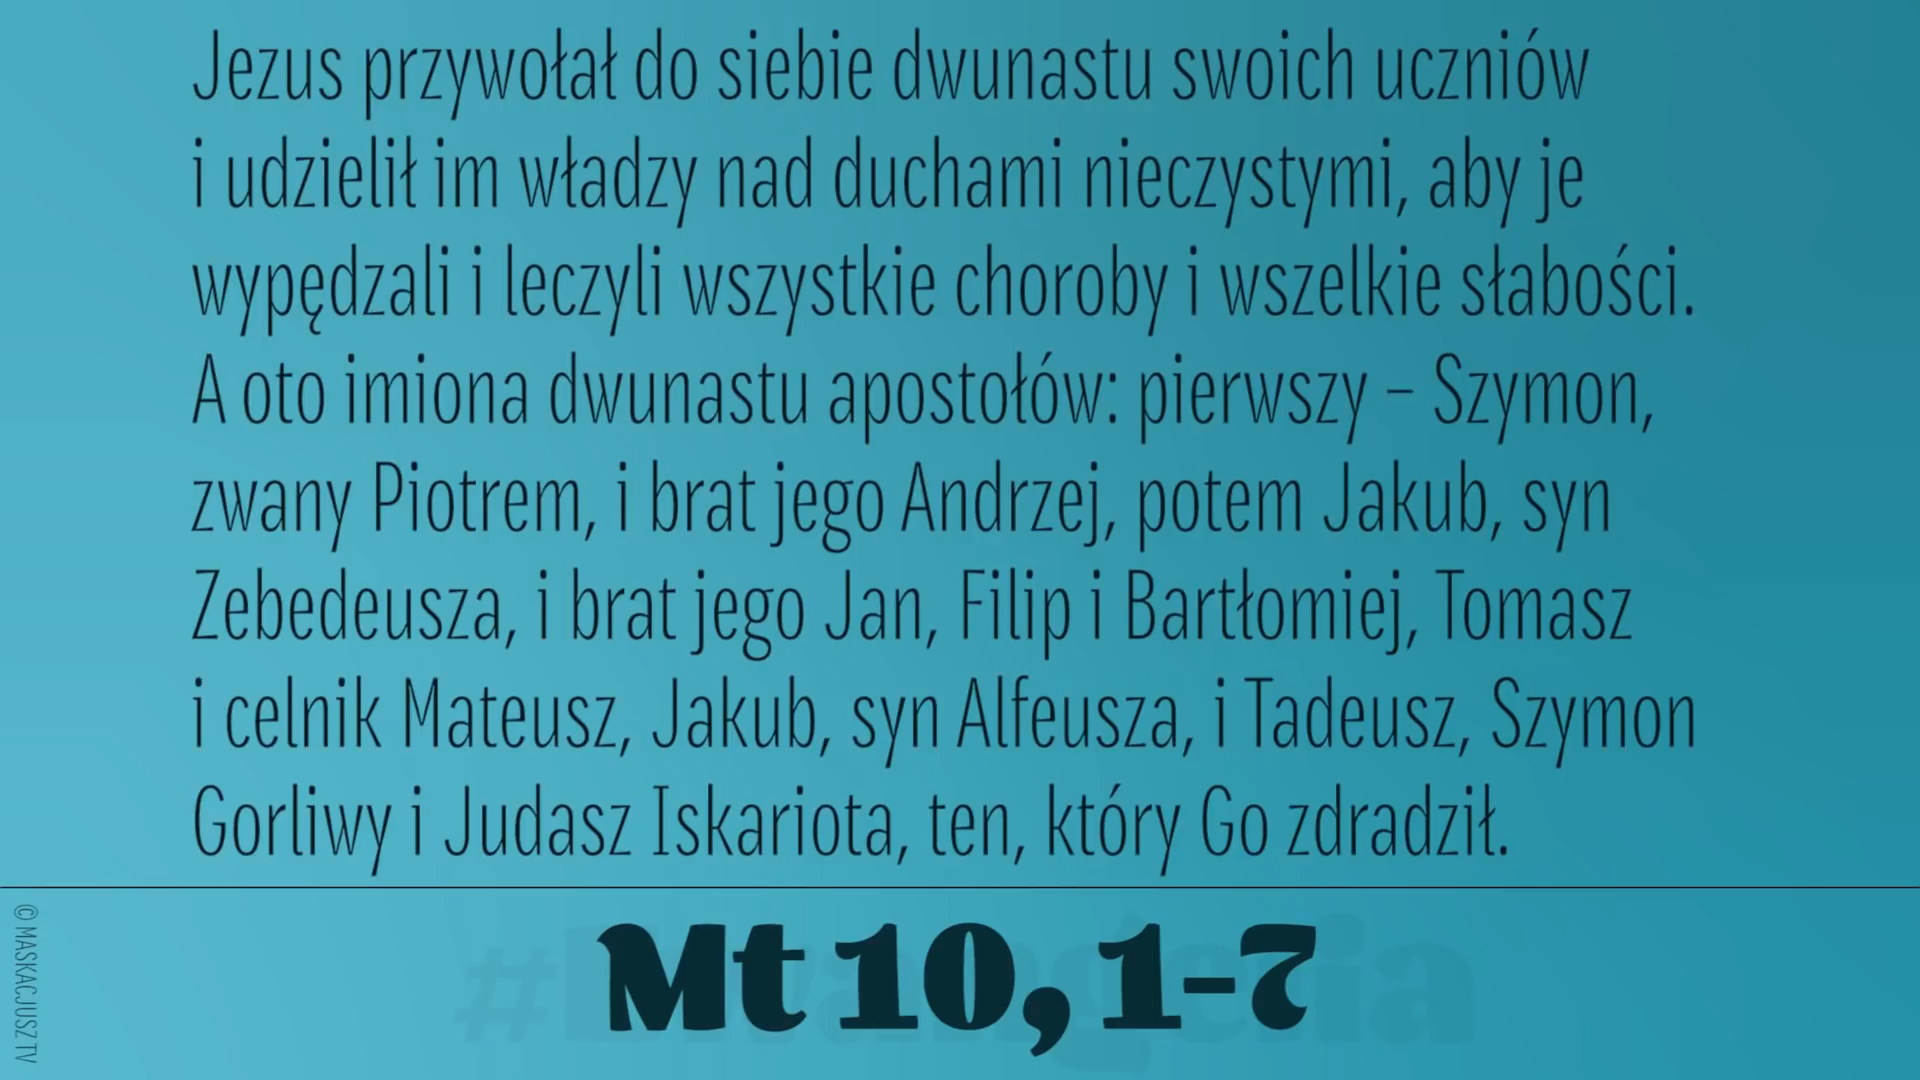 Jezus przywołał do siebie dwunastu swoich uczniów
i udzielił im władzy nad duchami nieczystymi, aby je
wypędzali i leczyli wszystkie choroby i wszelkie słabości.
A oto imiona dwunastu apostołów: pierwszy – Szymon,
zwany Piotrem, i brat jego Andrzej, potem Jakub, syn
Zebedeusza, i brat jego Jan, Filip i Bartłomiej, Tomasz
i celnik Mateusz, Jakub, syn Alfeusza, i Tadeusz, Szymon
Gorliwy i Judasz Iskariota, ten, który Go zdradził.
#Ewangelia
Mt 10, 1-7
© MASKACJUSZ TV